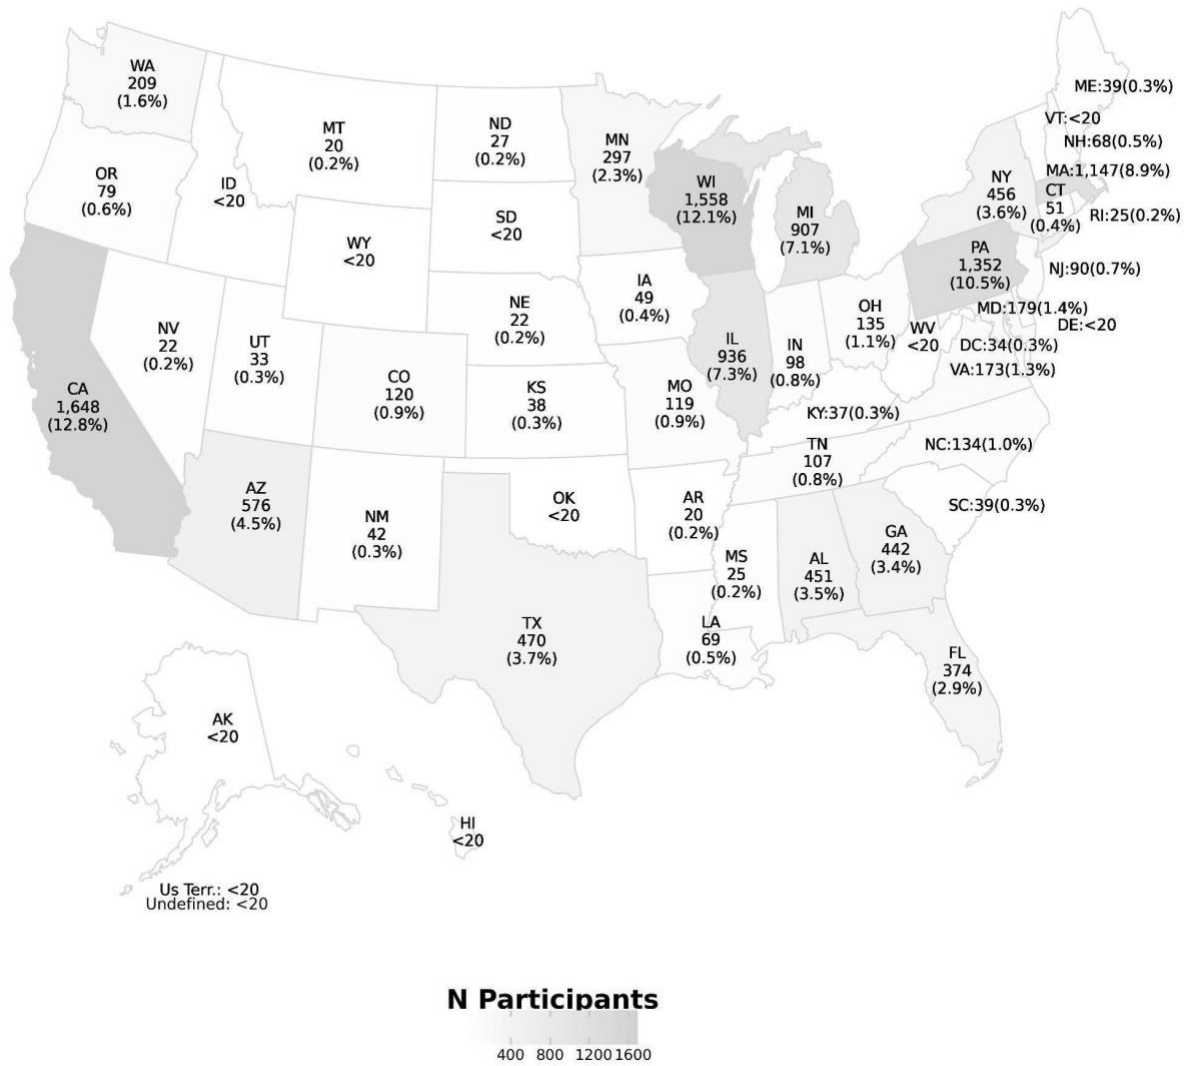 WA
209
(1.6%)
OR
79
(0.6%)
ID
<20
MT
20
(0.2%)
ND
27
(0.2%)
MN
297
(2.3%)
WI
1,558
(12.1%)
MI
907
(7.1%)
NY
456
(3.6%)
ME:39(0.3%)
VT:<20
NH:68(0.5%)
MA:1,147(8.9%)
CT
51
(0.4%)
RI:25(0.2%)
WY
<20
SD
<20
PA
1,352
(10.5%)
NJ:90(0.7%)
MD:179(1.4%)
DE:<20
DC:34(0.3%)
VA:173(1.3%)
NV
22
(0.2%)
UT
33
(0.3%)
NE
22
(0.2%)
IA
49
(0.4%)
IL
936
(7.3%)
IN
98
(0.8%)
OH
135
(1.1%)
WV
<20
CA
1,648
(12.8%)
CO
120
(0.9%)
KS
38
(0.3%)
MO
119
(0.9%)
KY:37(0.3%)
TN
107
(0.8%)
NC:134(1.0%)
SC:39(0.3%)
AZ
576
(4.5%)
NM
42
(0.3%)
OK
<20
AR
20
(0.2%)
MS
25
(0.2%)
AL
451
(3.5%)
GA
442
(3.4%)
TX
470
(3.7%)
LA
69
(0.5%)
FL
374
(2.9%)
AK
<20
HI
<20
Us Terr.: <20
Undefined: <20
N Participants
400 800 1200 1600